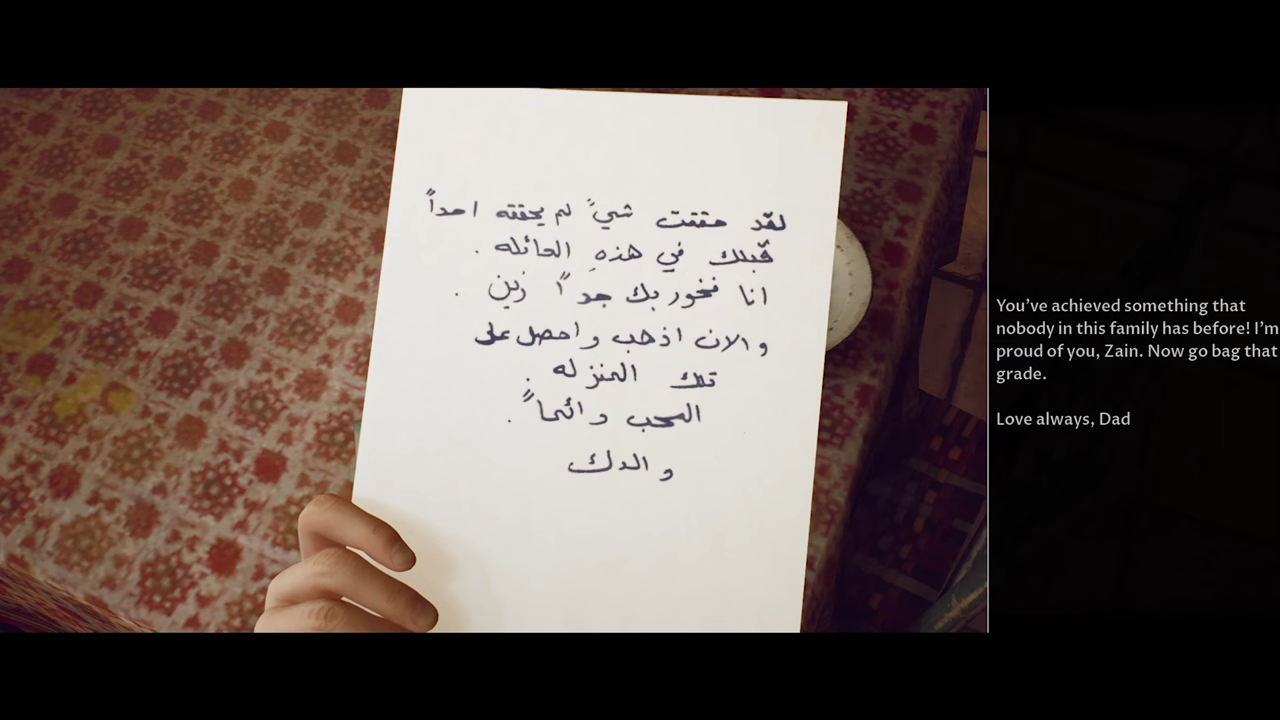 لقد حققت شيً لم يحققه احداً
قبلك في هذهِ العائله .
انا فخور بك جداً زين .
والان اذهب واحصل على
تلك المنزله .
المحب دائماً .
والدك
You've achieved something that
nobody in this family has before! I'm
proud of you, Zain. Now go bag that
grade.
Love always, Dad